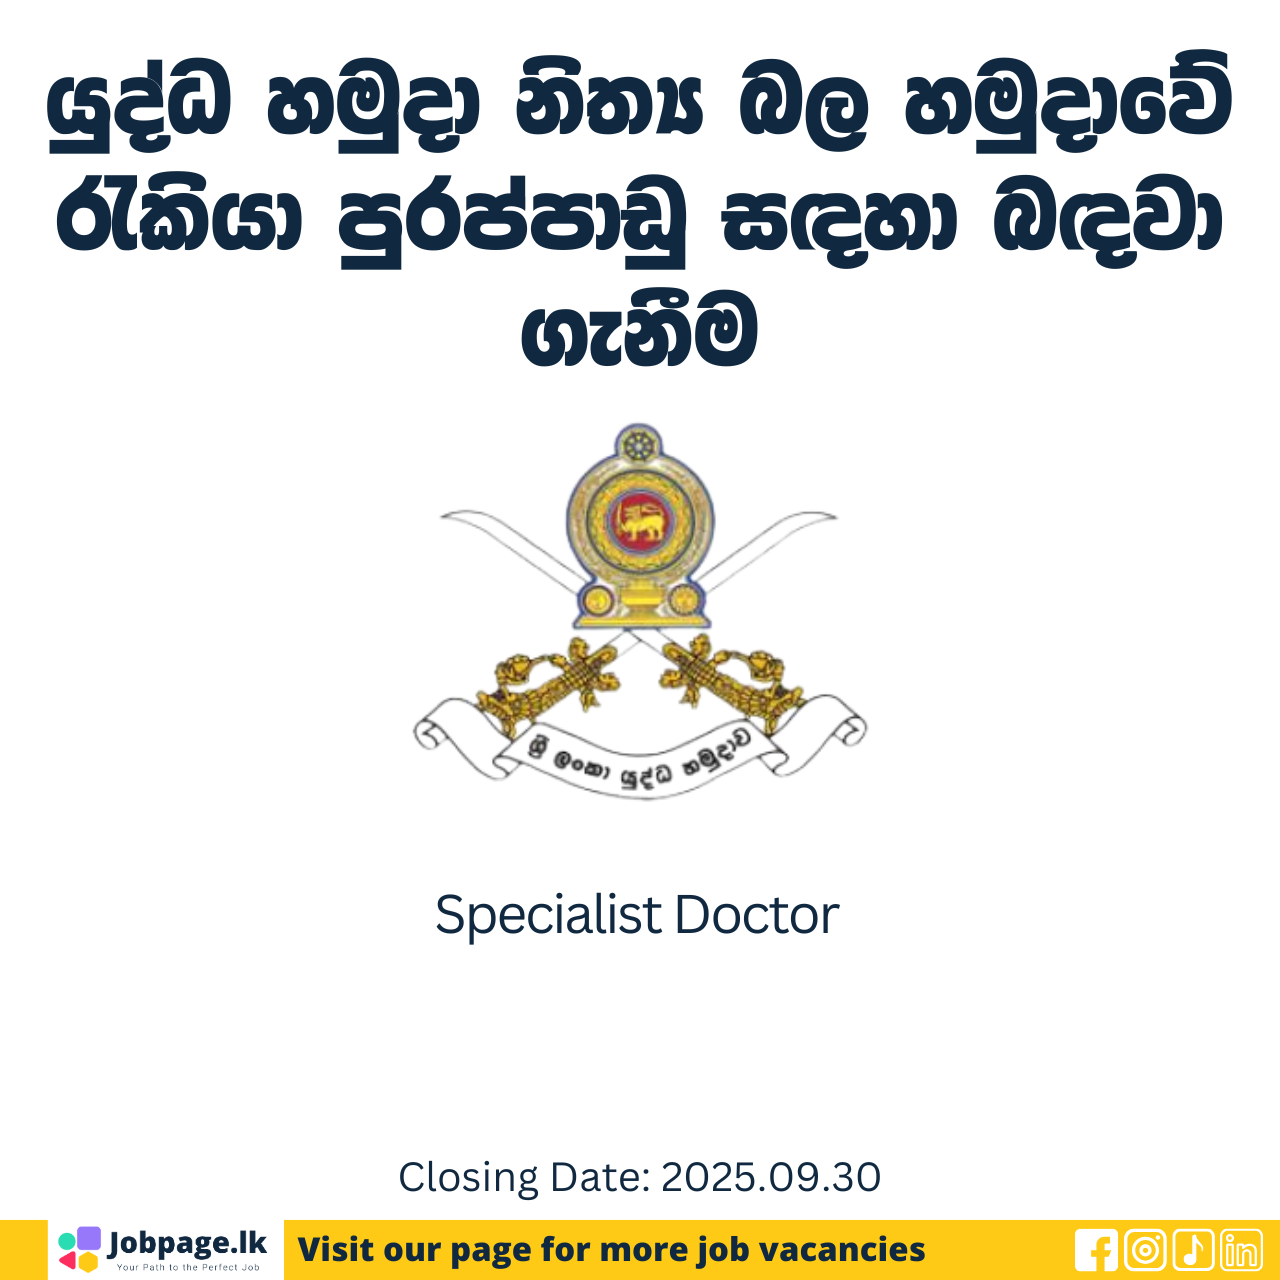 යුද්ධ හමුදා නිත්‍ය බල හමුදාවේ
රැකියා පුරප්පාඩු සඳහා බඳවා
ගැනීම
ශ්‍රී ලංකා යුද්ධ හමුදාව
Specialist Doctor
Closing Date: 2025.09.30
Jobpage.lk
Your Path to the Perfect Job
Visit our page for more job vacancies